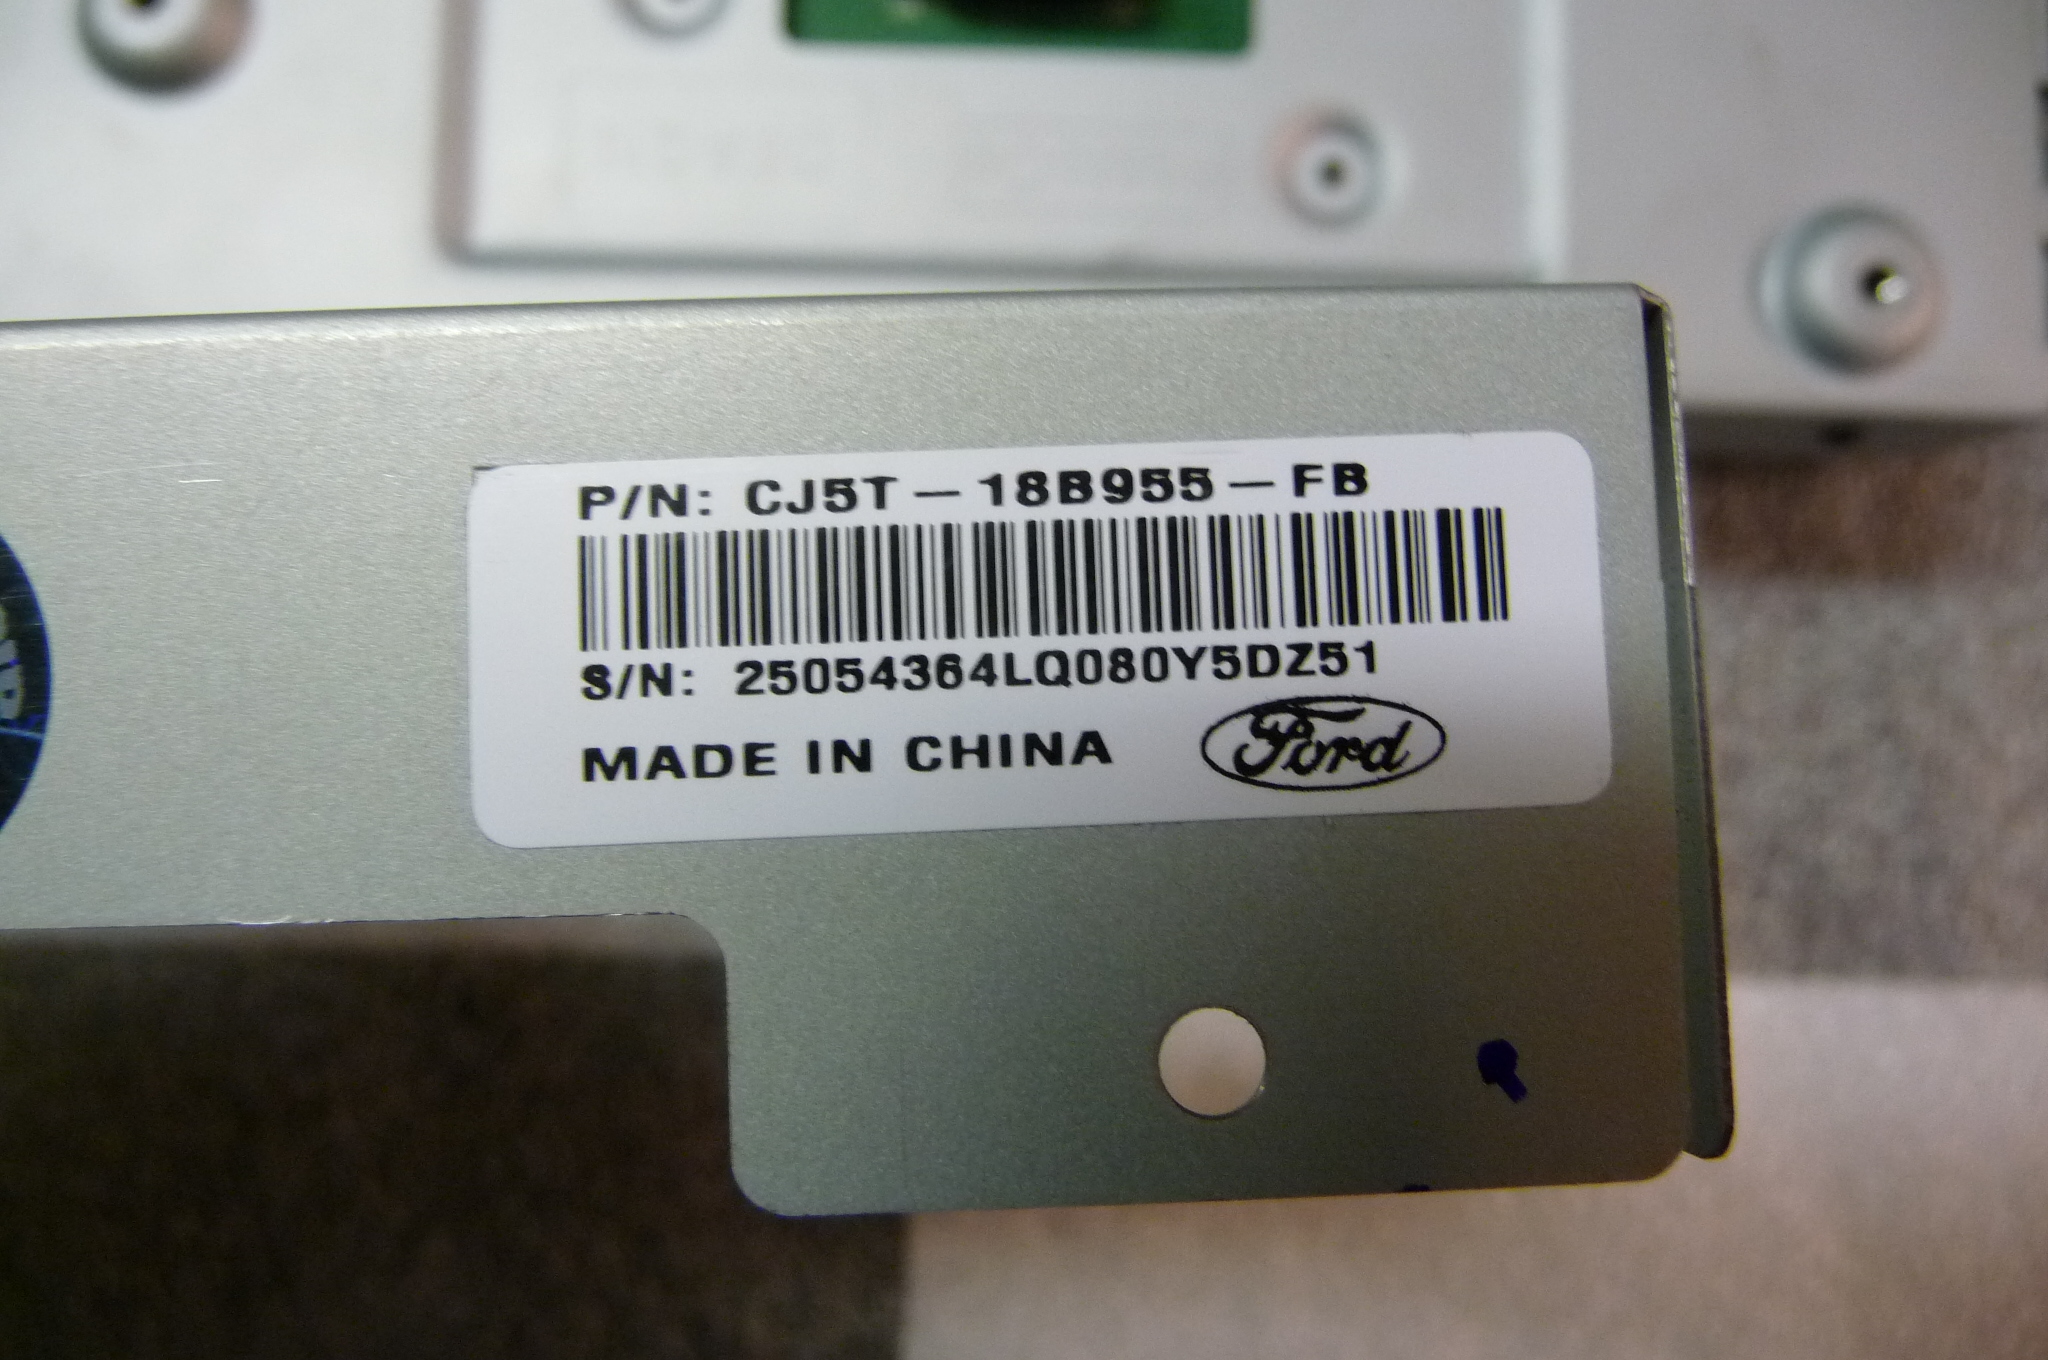 P/N: CJ5T-18B955-FB
S/N: 25054364LQ080Y5DZ51
MADE IN CHINA Ford